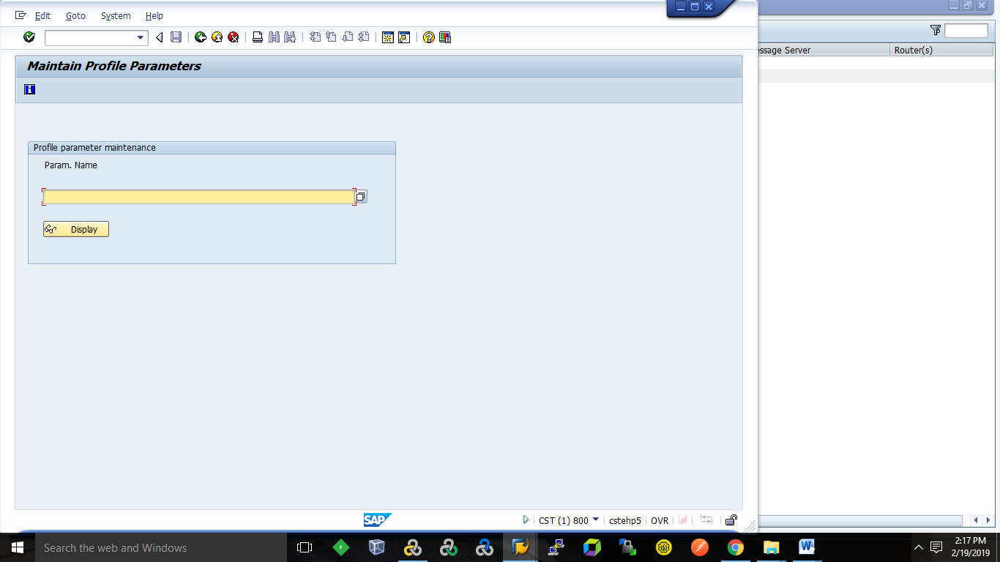 Edit Goto System Help
Maintain Profile Parameters
Profile parameter maintenance
Param. Name
Display
ssage Server Router(s)
SAP
CST (1) 800 cstehp5 OVR
Search the web and Windows
2:17 PM
2/19/2019